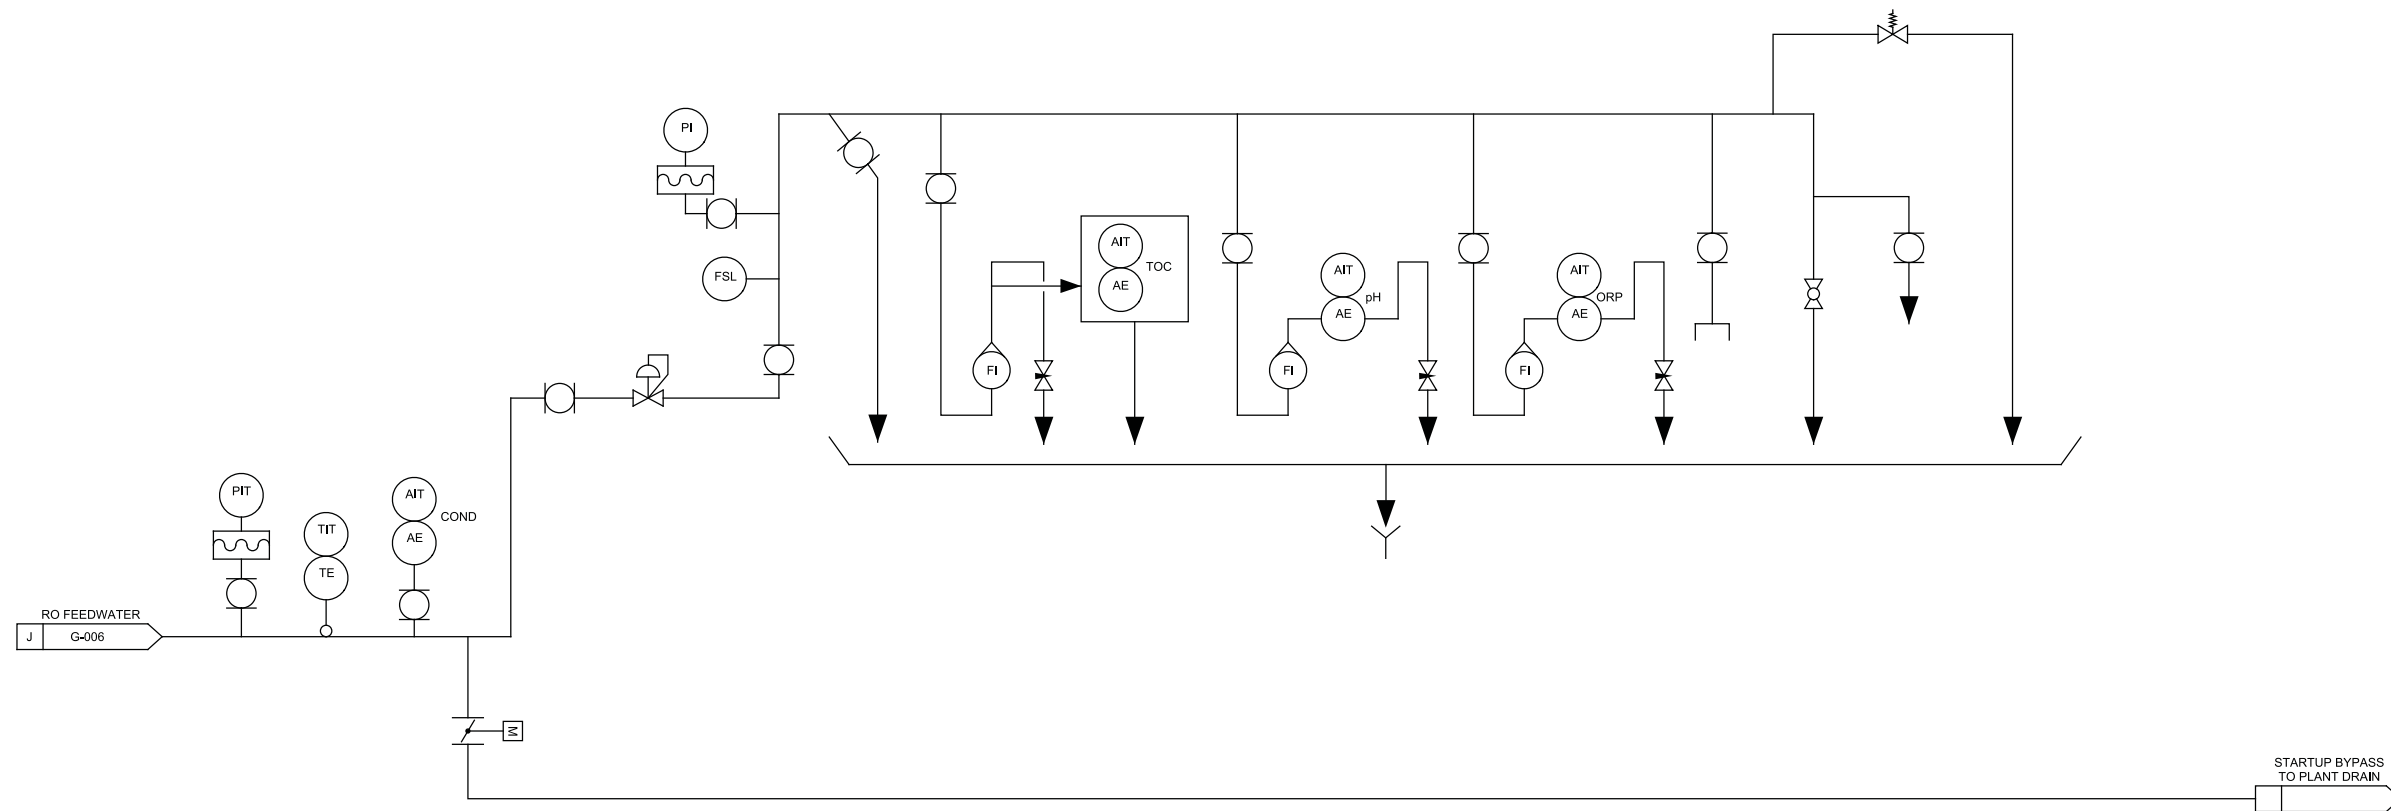 PI
FSL
AIT
AE
TOC
FI
AIT
AE
pH
FI
AIT
AE
ORP
FI
PIT
TIT
TE
AIT
AE
COND
RO FEEDWATER
J
G-006
M
STARTUP BYPASS
TO PLANT DRAIN